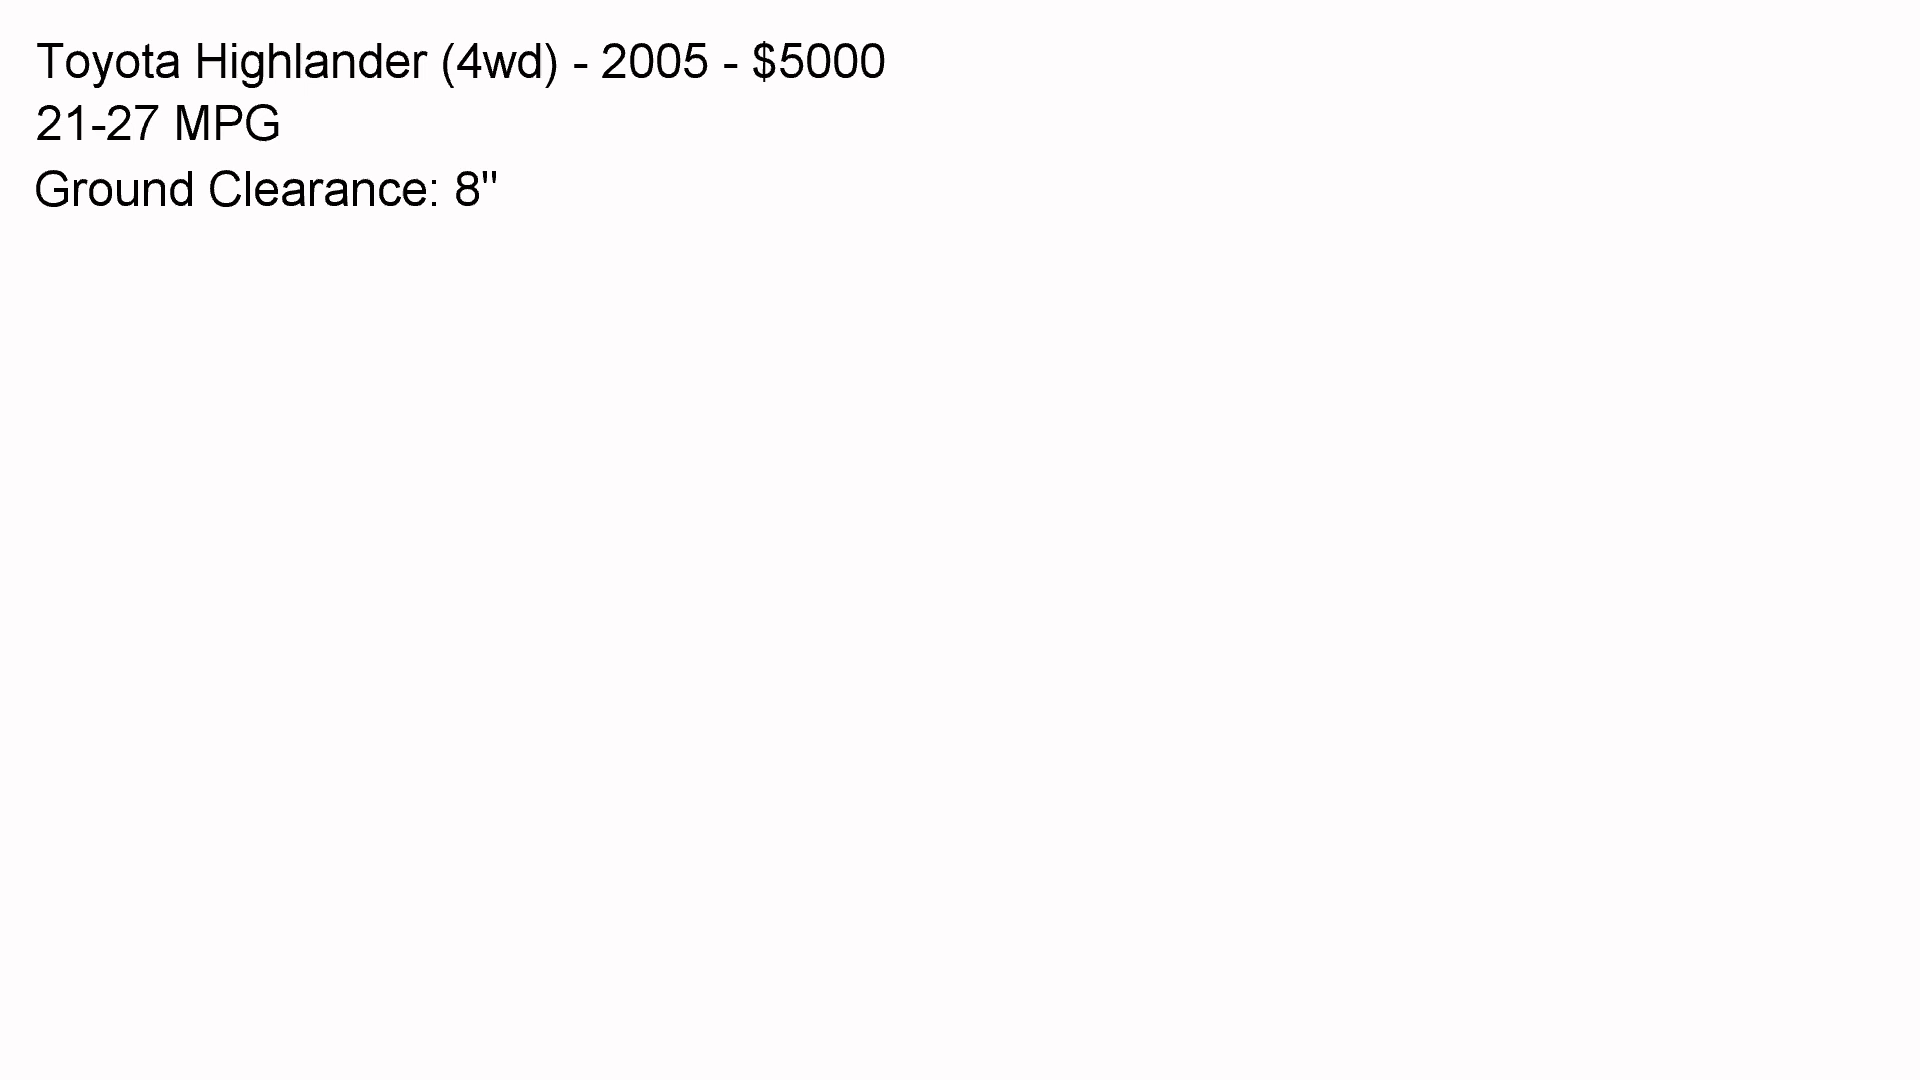 Toyota Highlander (4wd) - 2005 - $5000
21-27 MPG
Ground Clearance: 8"